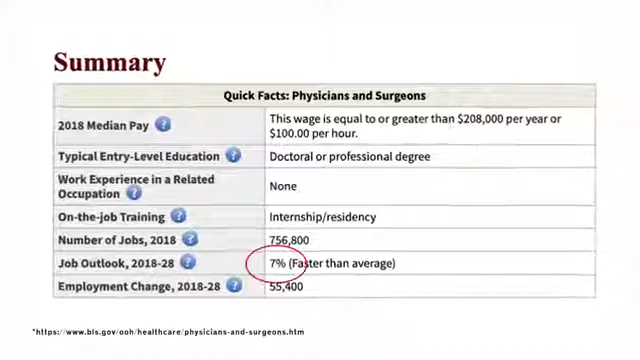 Summary
Quick Facts: Physicians and Surgeons
2018 Median Pay ?
This wage is equal to or greater than $208,000 per year or
$100.00 per hour.
Typical Entry-Level Education ?
Doctoral or professional degree
Work Experience in a Related
Occupation ?
None
On-the-job Training ?
Internship/residency
Number of Jobs, 2018 ?
756,800
Job Outlook, 2018-28 ?
7% (Faster than average)
Employment Change, 2018-28 ?
55,400
*https://www.bls.gov/ooh/healthcare/physicians-and-surgeons.htm